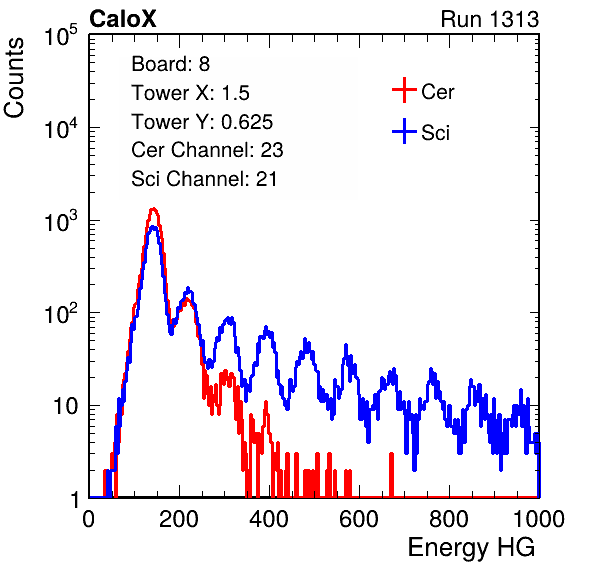 CaloX Run 1313
Counts
10^5
10^4
10^3
10^2
10
1
Board: 8
Tower X: 1.5
Tower Y: 0.625
Cer Channel: 23
Sci Channel: 21
Cer
Sci
0 200 400 600 800 1000
Energy HG